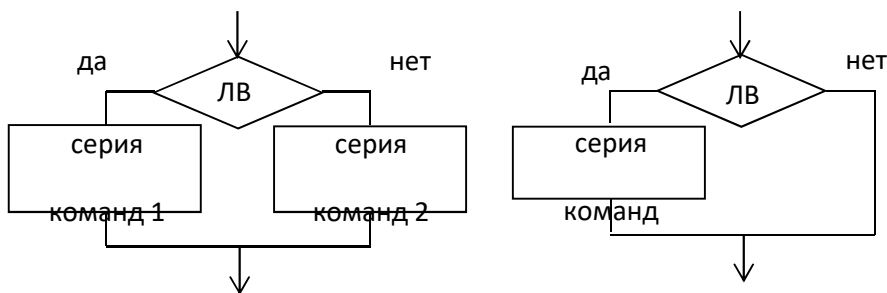 да
нет
ЛВ
серия
команд 1
серия
команд 2
да
нет
ЛВ
серия
команд